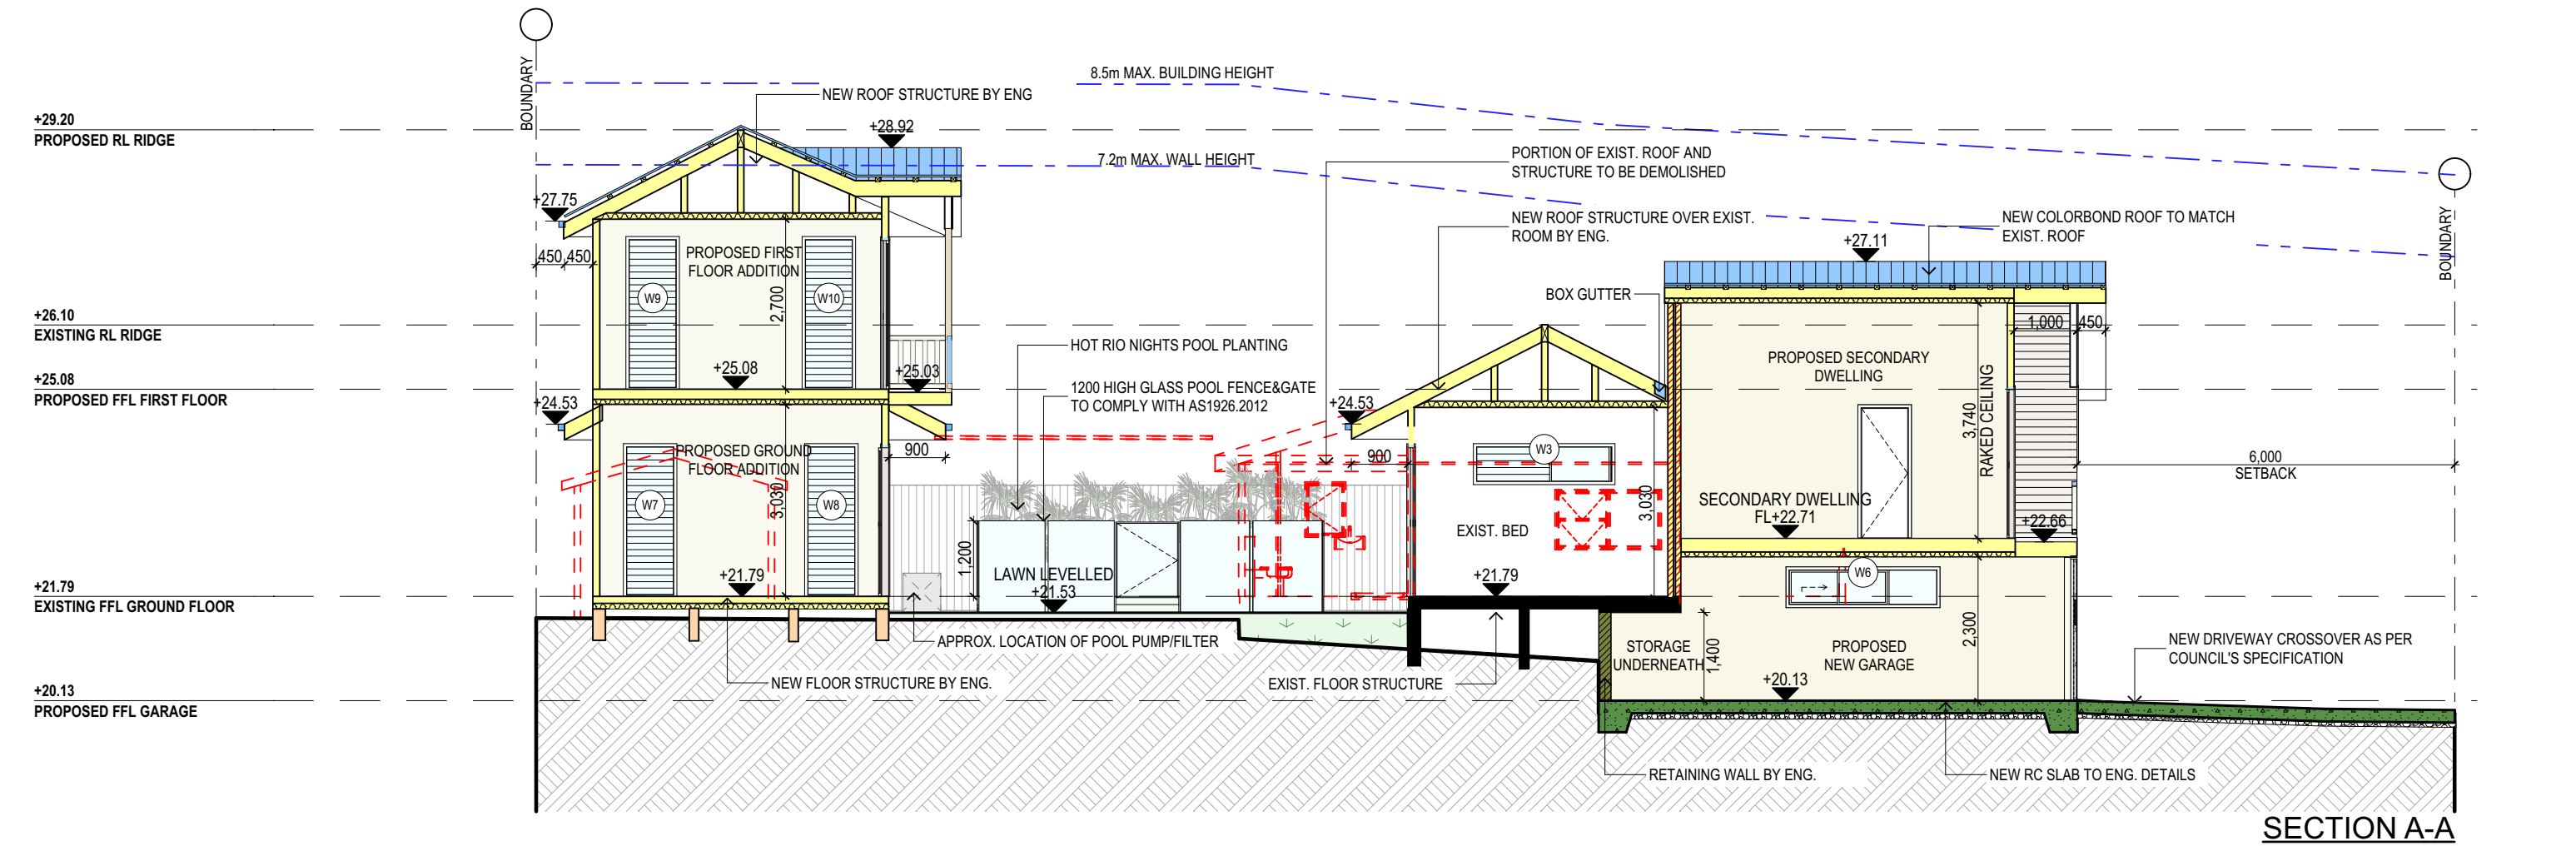 BOUNDARY
8.5m MAX. BUILDING HEIGHT
NEW ROOF STRUCTURE BY ENG
+29.20
PROPOSED RL RIDGE
+28.92
7.2m MAX. WALL HEIGHT
PORTION OF EXIST. ROOF AND
STRUCTURE TO BE DEMOLISHED
+27.75
NEW ROOF STRUCTURE OVER EXIST.
ROOM BY ENG.
NEW COLORBOND ROOF TO MATCH
EXIST. ROOF
BOUNDARY
+27.11
450
450
PROPOSED FIRST
FLOOR ADDITION
W9
W10
2,700
BOX GUTTER
+26.10
EXISTING RL RIDGE
1,000
450
HOT RIO NIGHTS POOL PLANTING
PROPOSED SECONDARY
DWELLING
+25.08
PROPOSED FFL FIRST FLOOR
+25.08
+25.03
1200 HIGH GLASS POOL FENCE&GATE
TO COMPLY WITH AS1926.2012
+24.53
+24.53
3,740
RAKED CEILING
PROPOSED GROUND
FLOOR ADDITION
900
900
W3
6,000
SETBACK
W7
W8
3,030
3,030
SECONDARY DWELLING
FL+22.71
+22.66
EXIST. BED
1,200
LAWN LEVELLED
+21.53
+21.79
EXISTING FFL GROUND FLOOR
+21.79
+21.79
W6
APPROX. LOCATION OF POOL PUMP/FILTER
STORAGE
UNDERNEATH
1,400
PROPOSED
NEW GARAGE
2,300
NEW DRIVEWAY CROSSOVER AS PER
COUNCIL'S SPECIFICATION
NEW FLOOR STRUCTURE BY ENG.
EXIST. FLOOR STRUCTURE
+20.13
+20.13
PROPOSED FFL GARAGE
RETAINING WALL BY ENG.
NEW RC SLAB TO ENG. DETAILS
SECTION A-A